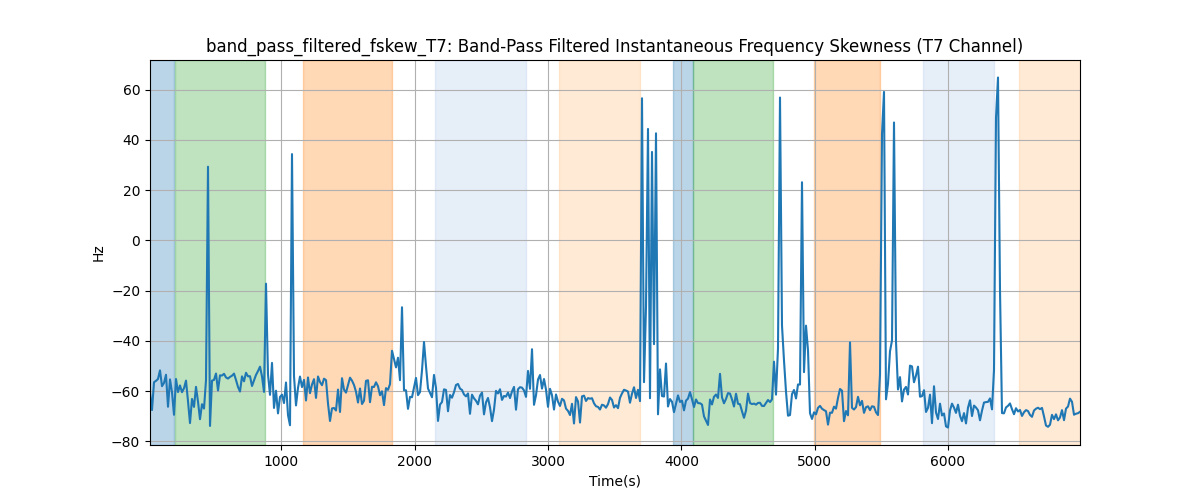 band_pass_filtered_fskew_T7: Band-Pass Filtered Instantaneous Frequency Skewness (T7 Channel)
60
40
20
0
−20
−40
−60
−80
Hz
1000 2000 3000 4000 5000 6000
Time(s)